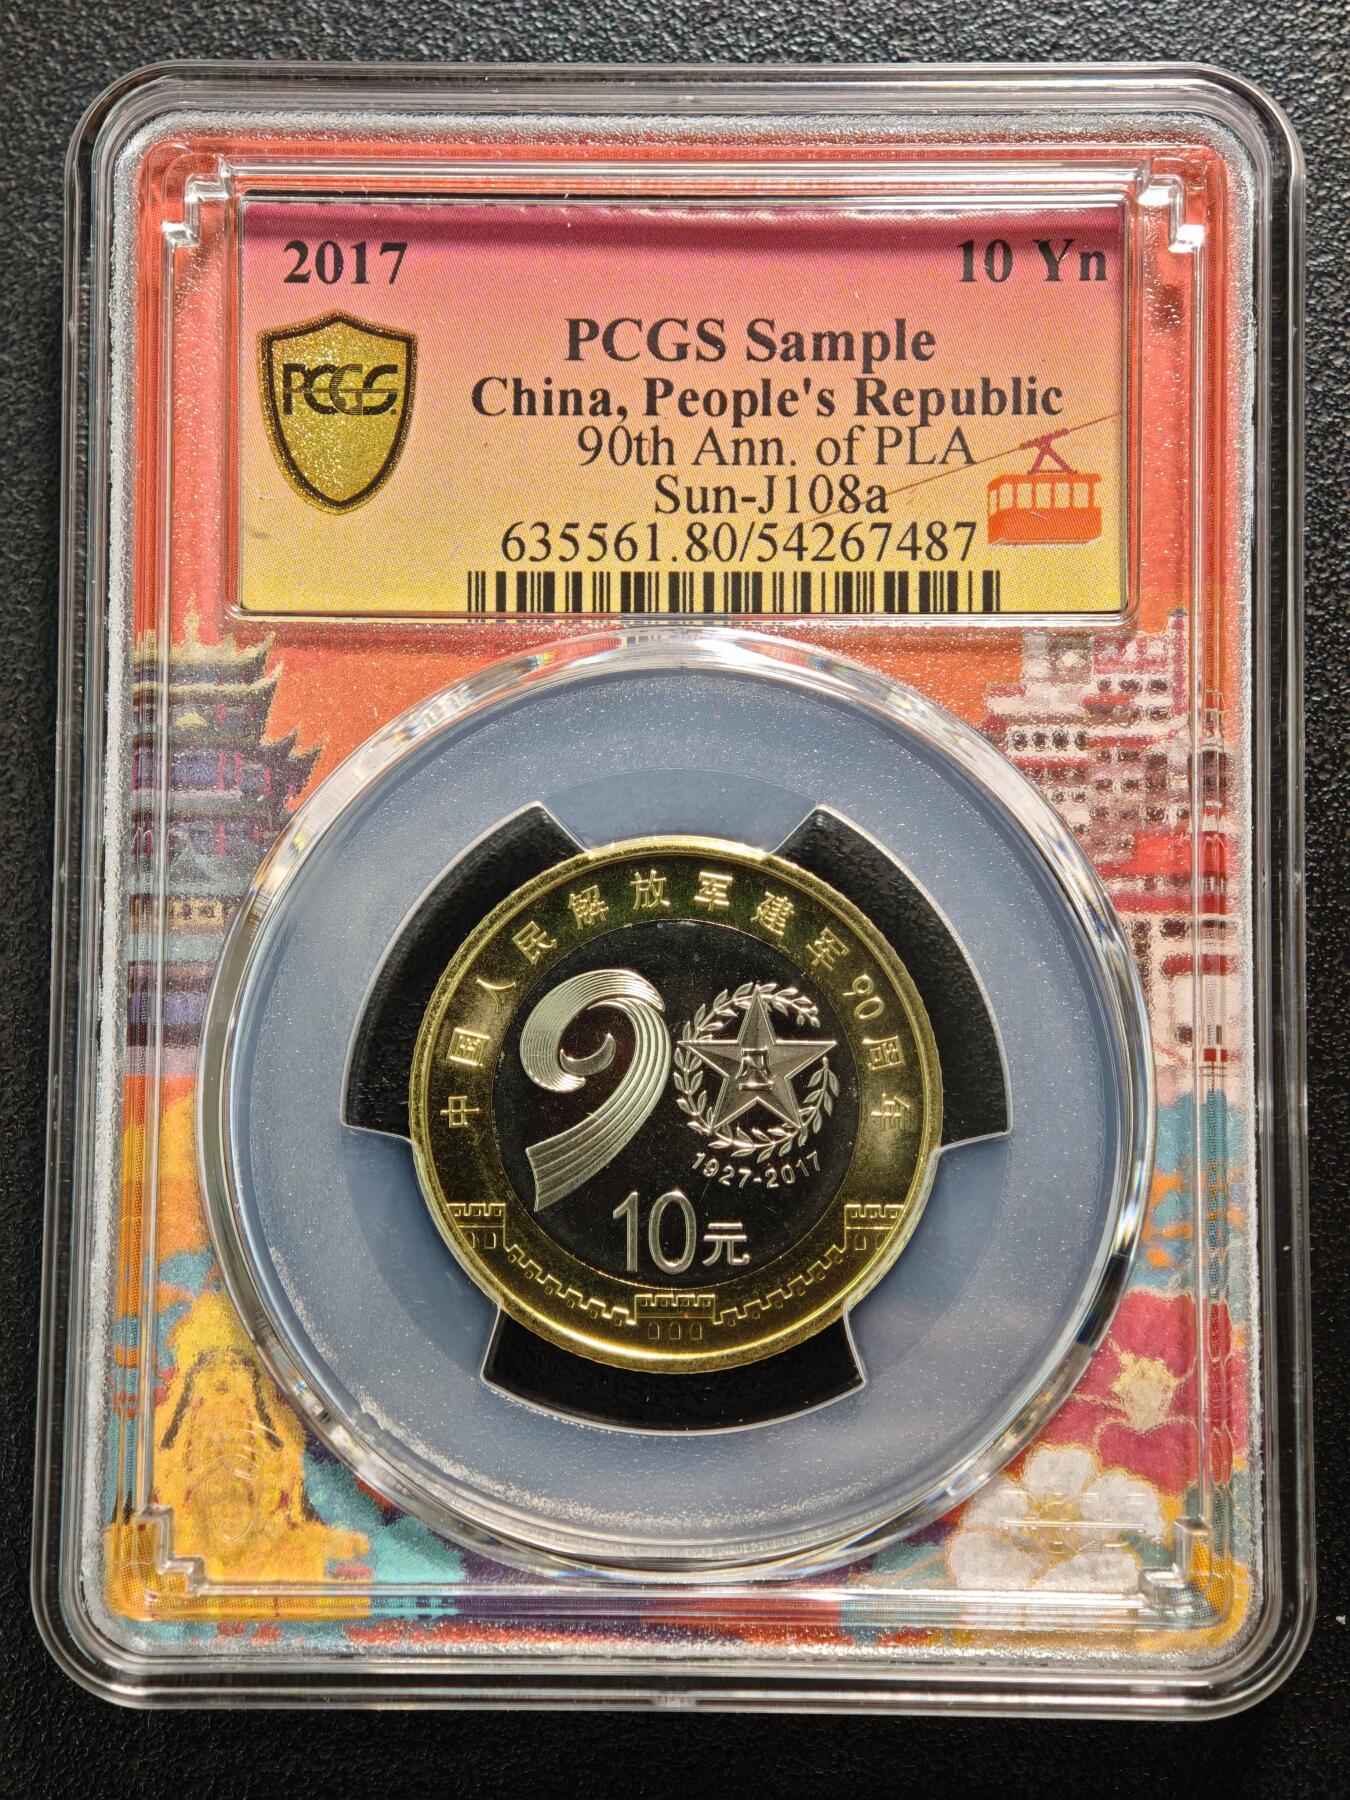 2017 10 Yn
PCGS
PCGS Sample
China, People's Republic
90th Ann. of PLA
Sun-J108a
635561.80/54267487
中国人民解放军建军90周年
1927-2017
10元